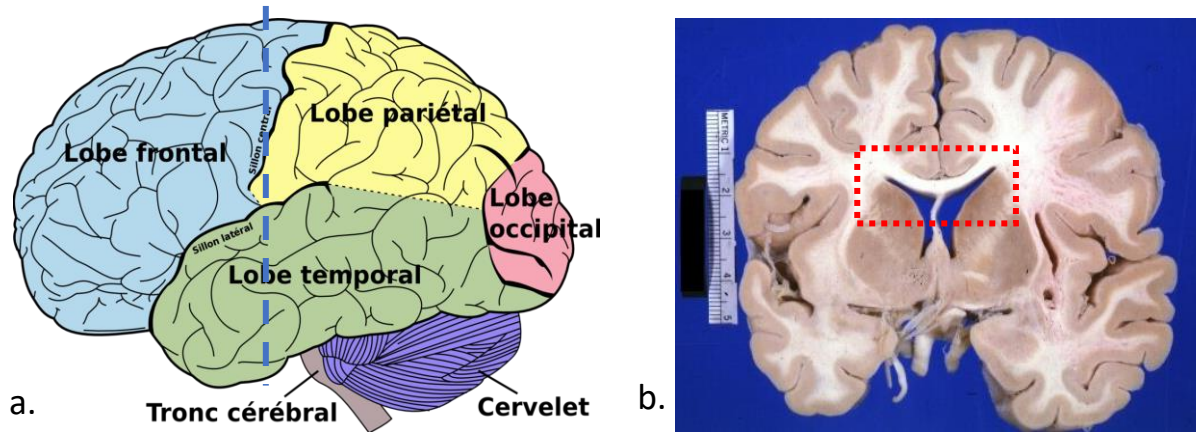 Lobe frontal
Sillon central
Lobe pariétal
Lobe
occipital
Sillon latéral
Lobe temporal
Tronc cérébral
Cervelet
a.
b.
METRIC 1
2
3
4
5